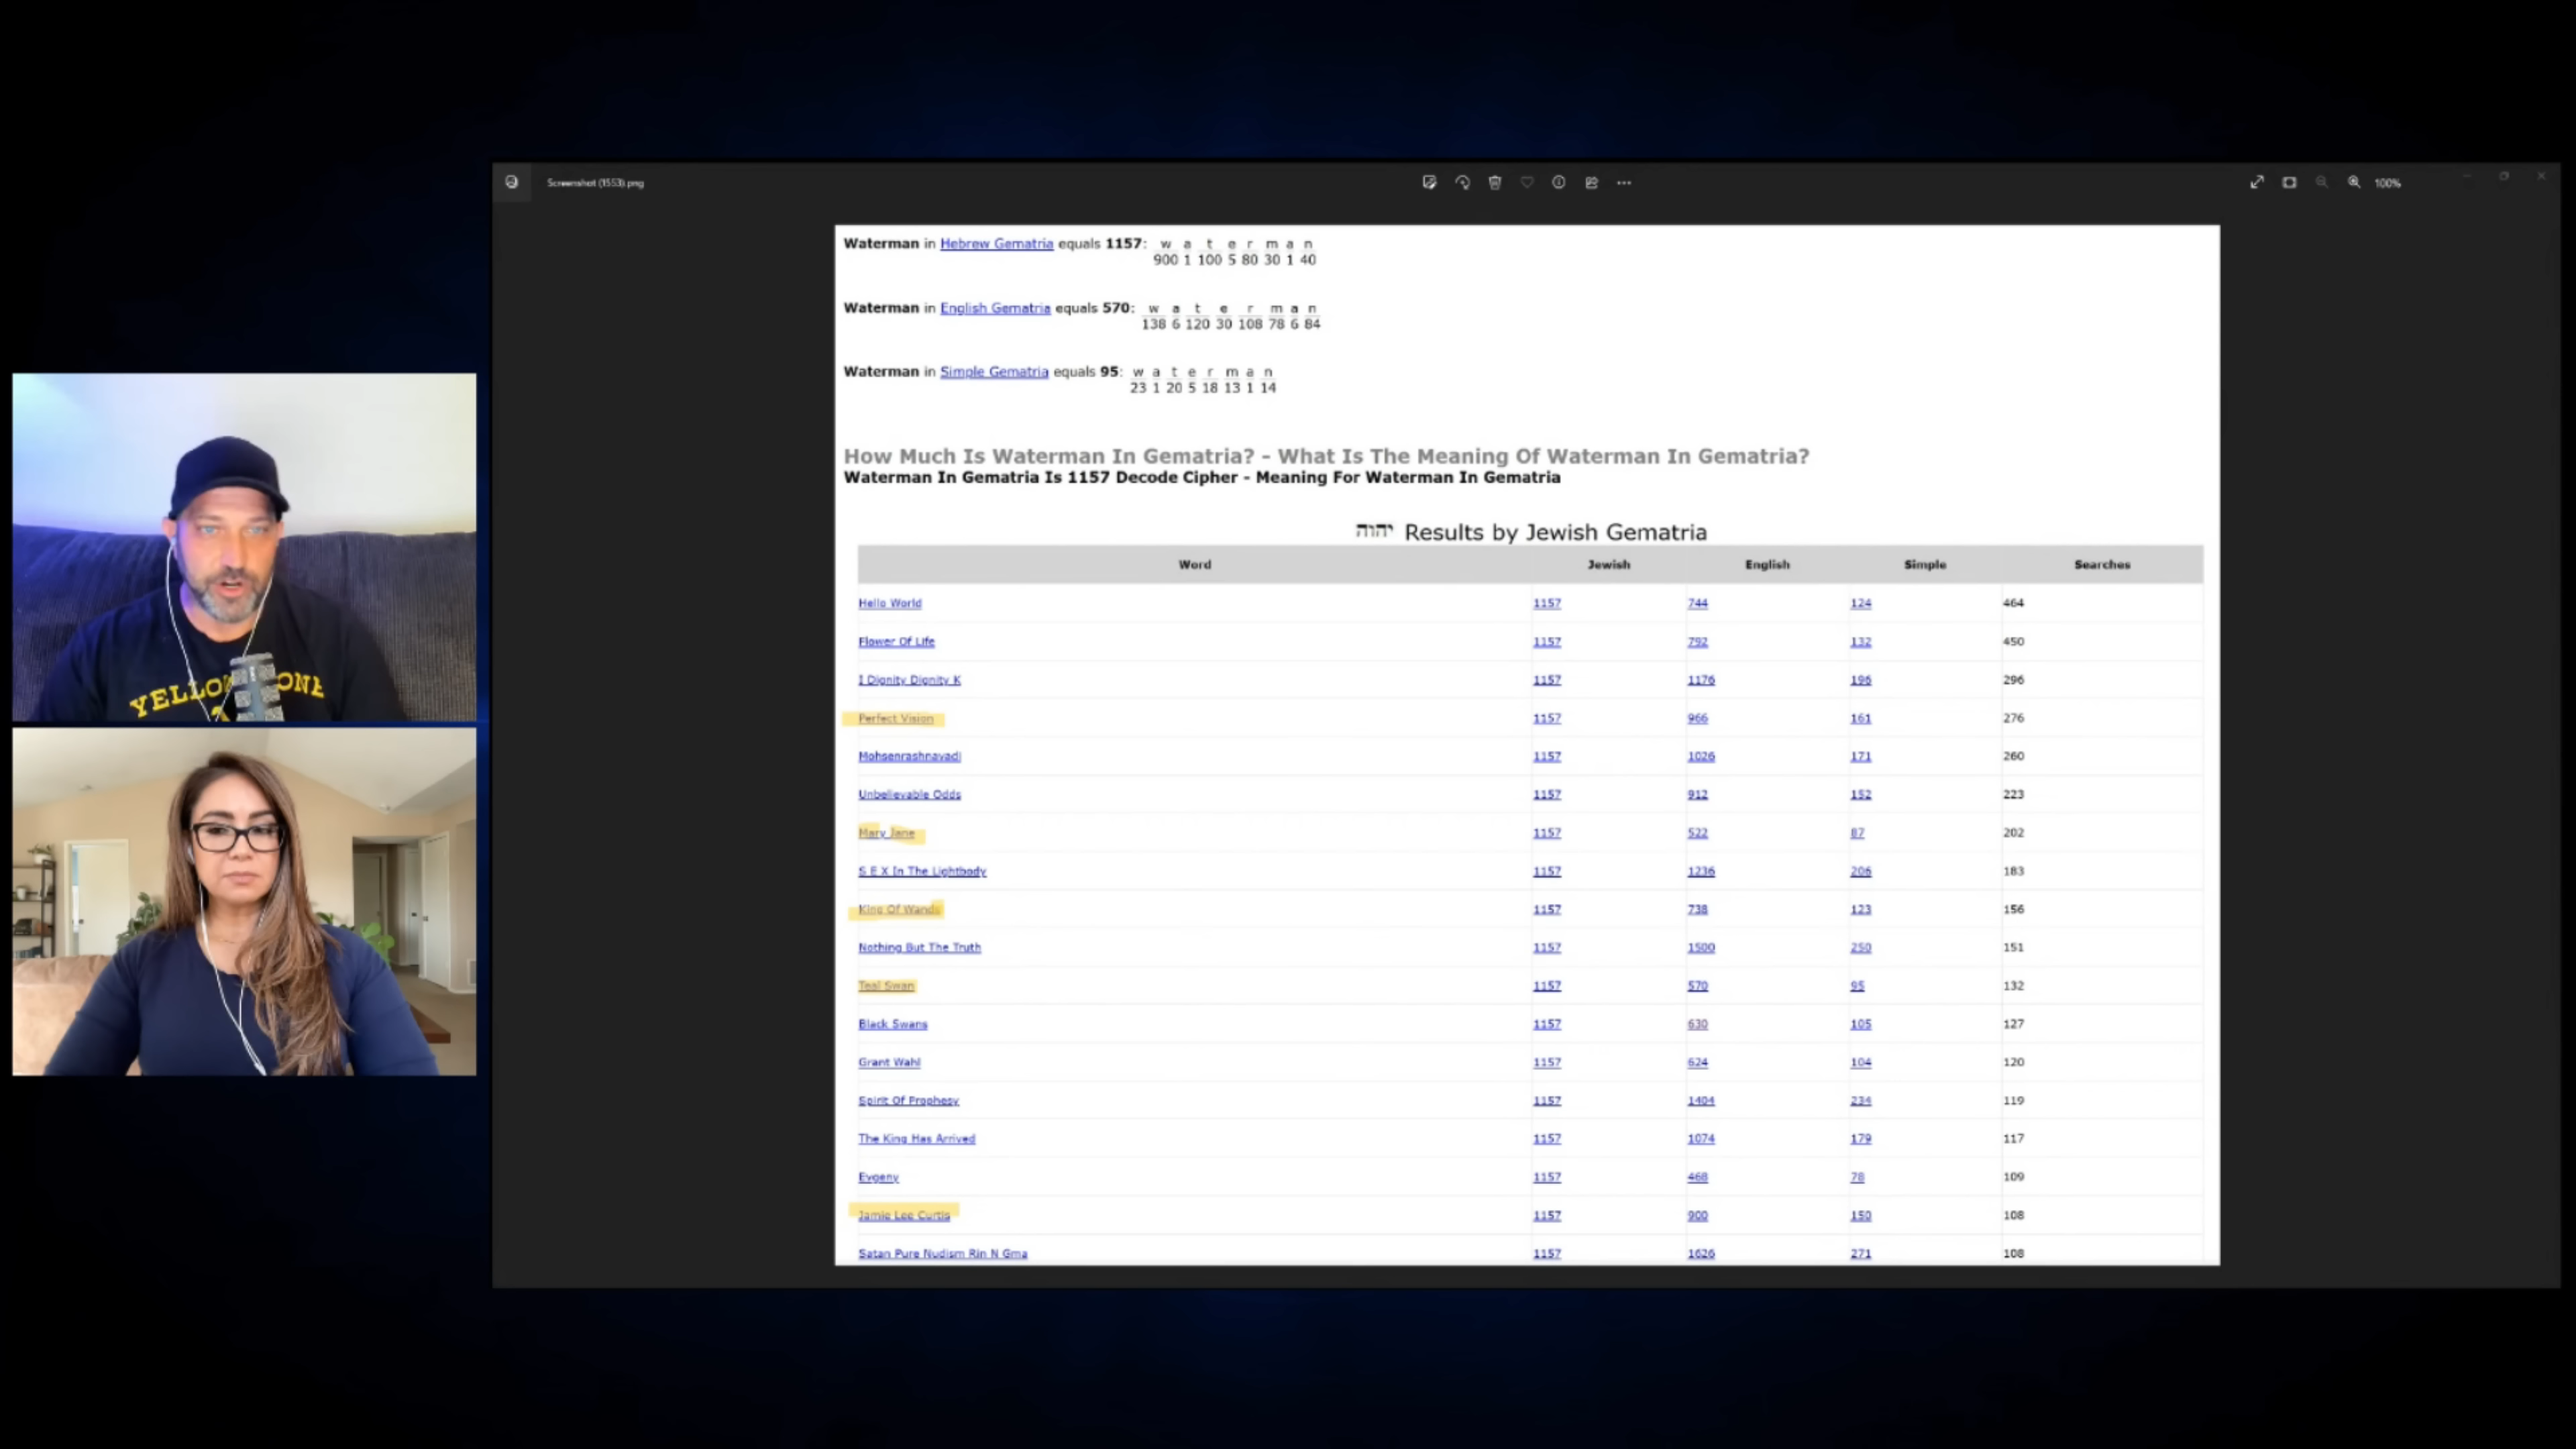 Screenshot (1553).png
100%
Waterman in Hebrew Gematria equals 1157: w a t e r m a n
900 1 100 5 80 30 1 40
Waterman in English Gematria equals 570: w a t e r m a n
138 6 120 30 108 78 6 84
Waterman in Simple Gematria equals 95: w a t e r m a n
23 1 20 5 18 13 1 14
How Much Is Waterman In Gematria? - What Is The Meaning Of Waterman In Gematria?
Waterman In Gematria Is 1157 Decode Cipher - Meaning For Waterman In Gematria
יהוה Results by Jewish Gematria
Word Jewish English Simple Searches
Hello World 1157 744 124 464
Flower Of Life 1157 792 132 450
I Dignity Dignity K 1157 1176 196 296
Perfect Vision 1157 966 161 276
Mohsenrashnavadi 1157 1026 171 260
Unbelievable Odds 1157 912 152 223
Mary Jane 1157 522 87 202
S E X In The Lightbody 1157 1236 206 183
King Of Wands 1157 738 123 156
Nothing But The Truth 1157 1500 250 151
Teal Swan 1157 570 95 132
Black Swans 1157 630 105 127
Grant Wahl 1157 624 104 120
Spirit Of Prophesy 1157 1404 234 119
The King Has Arrived 1157 1074 179 117
Evgeny 1157 468 78 109
Jamie Lee Curtis 1157 900 150 108
Satan Pure Nudism Rin N Gma 1157 1626 271 108